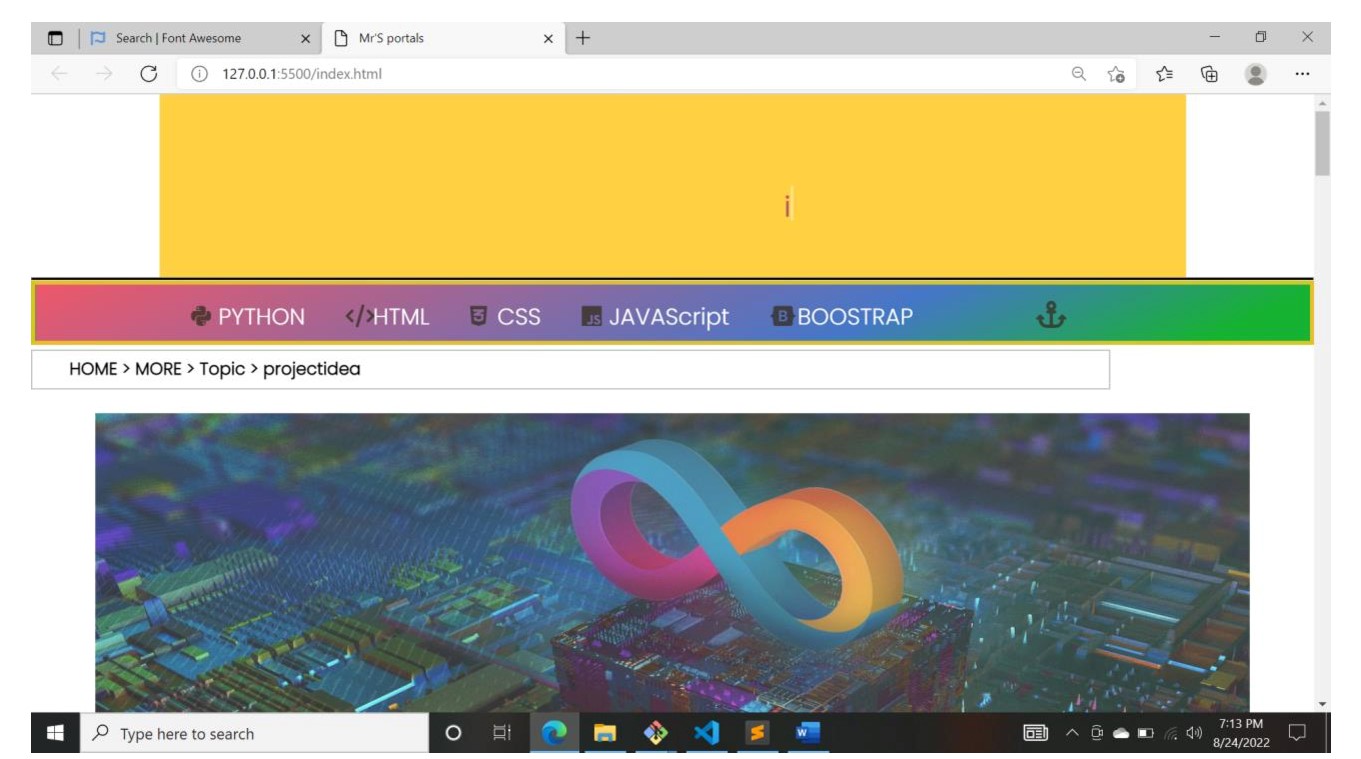 Search | Font Awesome
Mr'S portals
127.0.0.1:5500/index.html
i
PYTHON </>HTML CSS JS JAVAScript B BOOSTRAP
HOME > MORE > Topic > projectidea
Type here to search
7:13 PM
8/24/2022